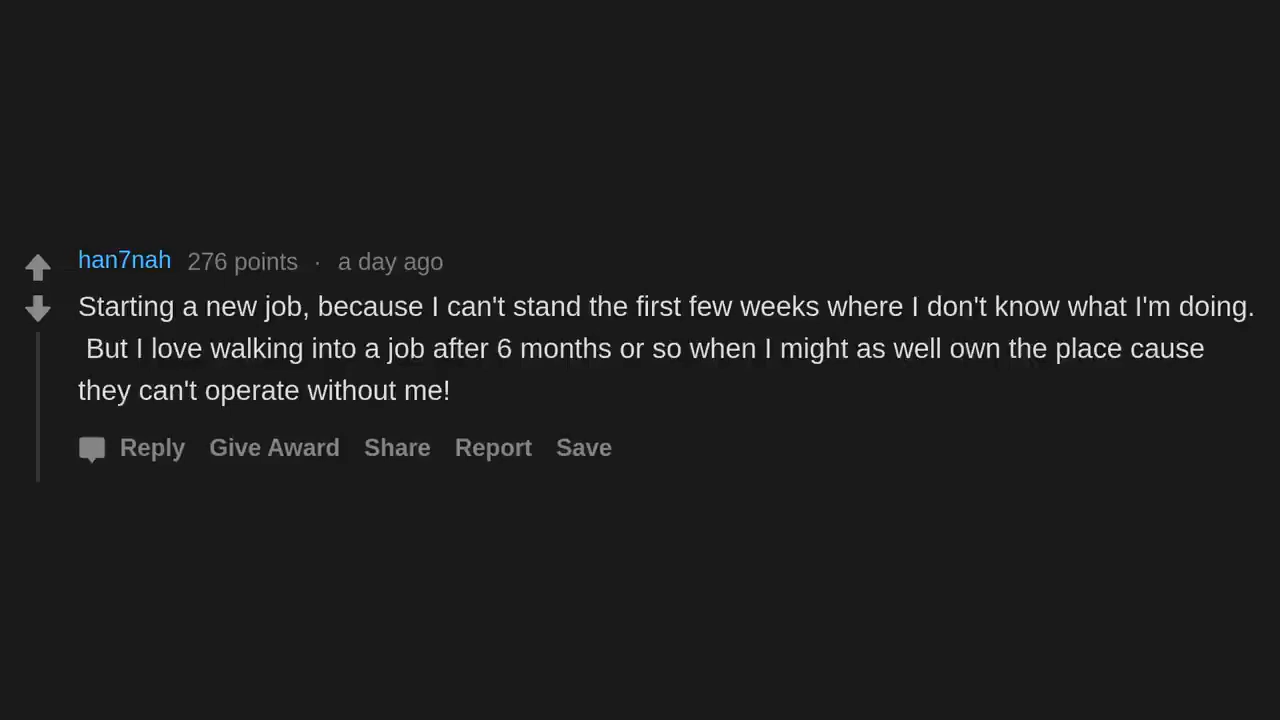 han7nah 276 points · a day ago
Starting a new job, because I can't stand the first few weeks where I don't know what I'm doing.
But I love walking into a job after 6 months or so when I might as well own the place cause
they can't operate without me!
Reply Give Award Share Report Save